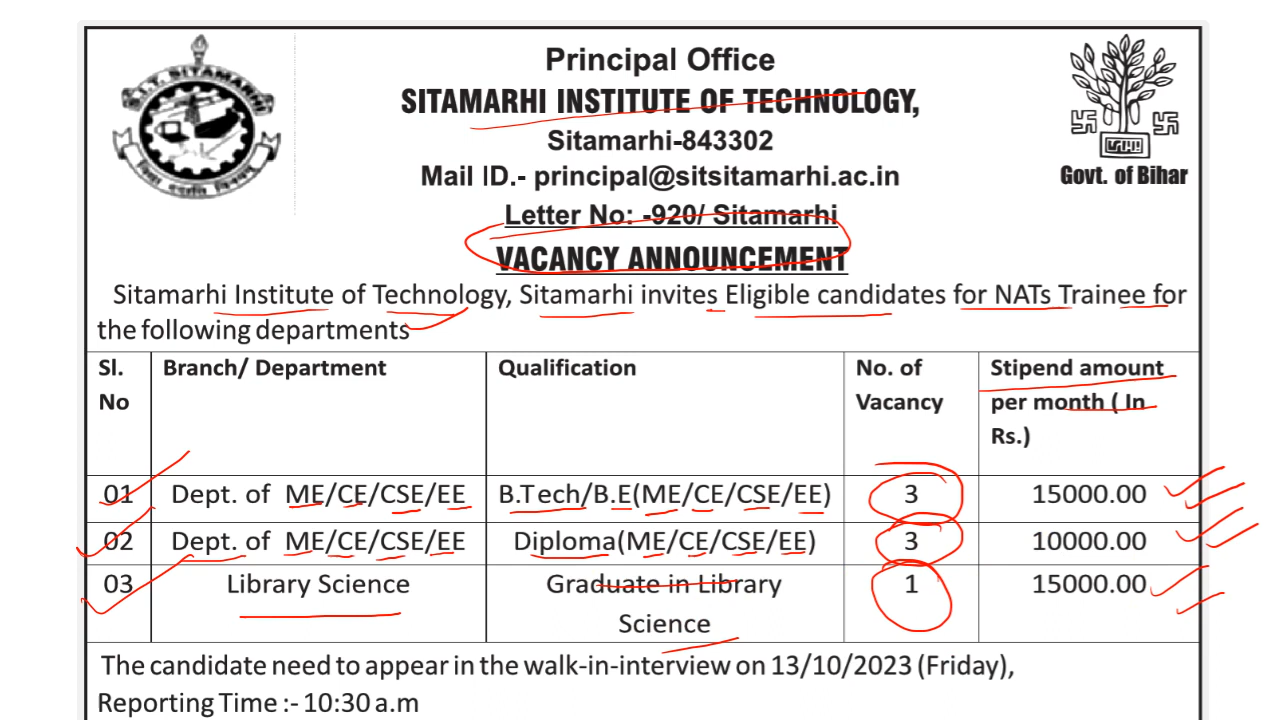 S.I.T. SITAMARHI
Principal Office
SITAMARHI INSTITUTE OF TECHNOLOGY,
Sitamarhi-843302
Mail ID.- principal@sitsitamarhi.ac.in
Govt. of Bihar
Letter No: -920/ Sitamarhi
VACANCY ANNOUNCEMENT
Sitamarhi Institute of Technology, Sitamarhi invites Eligible candidates for NATs Trainee for
the following departments
Sl. No Branch/ Department Qualification No. of Vacancy Stipend amount per month ( In Rs.)
01 Dept. of ME/CE/CSE/EE B.Tech/B.E(ME/CE/CSE/EE) 3 15000.00
02 Dept. of ME/CE/CSE/EE Diploma(ME/CE/CSE/EE) 3 10000.00
03 Library Science Graduate in Library Science 1 15000.00
The candidate need to appear in the walk-in-interview on 13/10/2023 (Friday),
Reporting Time :- 10:30 a.m